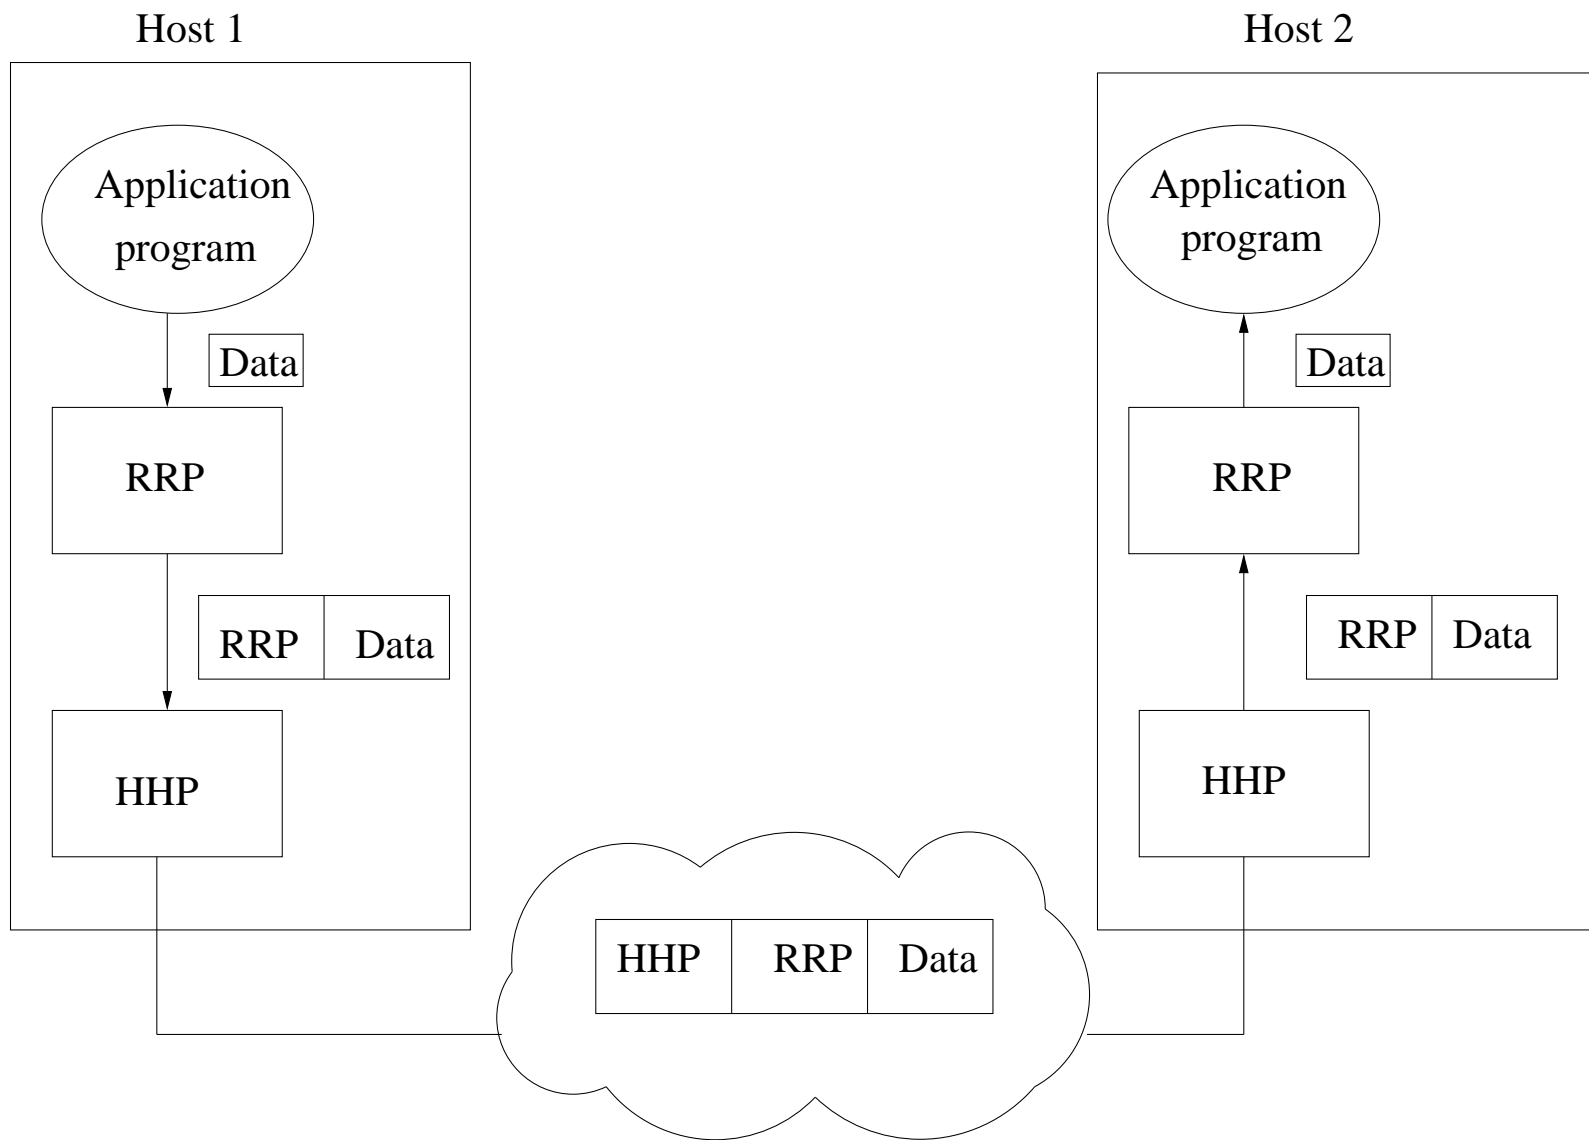 Host 1
Application
program
Data
RRP
RRP Data
HHP
HHP RRP Data
Host 2
Application
program
Data
RRP
RRP Data
HHP